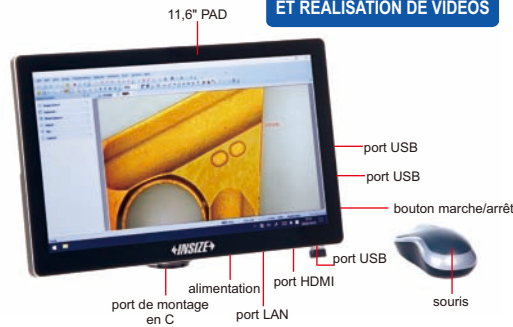 11,6" PAD
ET RÉALISATION DE VIDÉOS
port USB
port USB
bouton marche/arrêt
INSIZE
port USB
port HDMI
alimentation
port LAN
port de montage
en C
souris